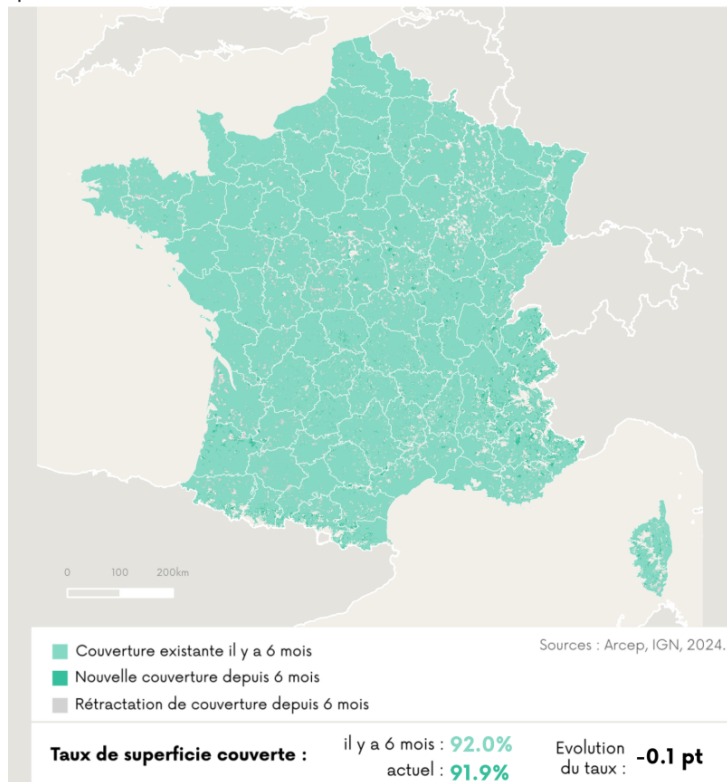 0 100 200km
Couverture existante il y a 6 mois
Sources : Arcep, IGN, 2024.
Nouvelle couverture depuis 6 mois
Rétractation de couverture depuis 6 mois
Taux de superficie couverte :
il y a 6 mois : 92.0%
actuel : 91.9%
Evolution
du taux : -0.1 pt